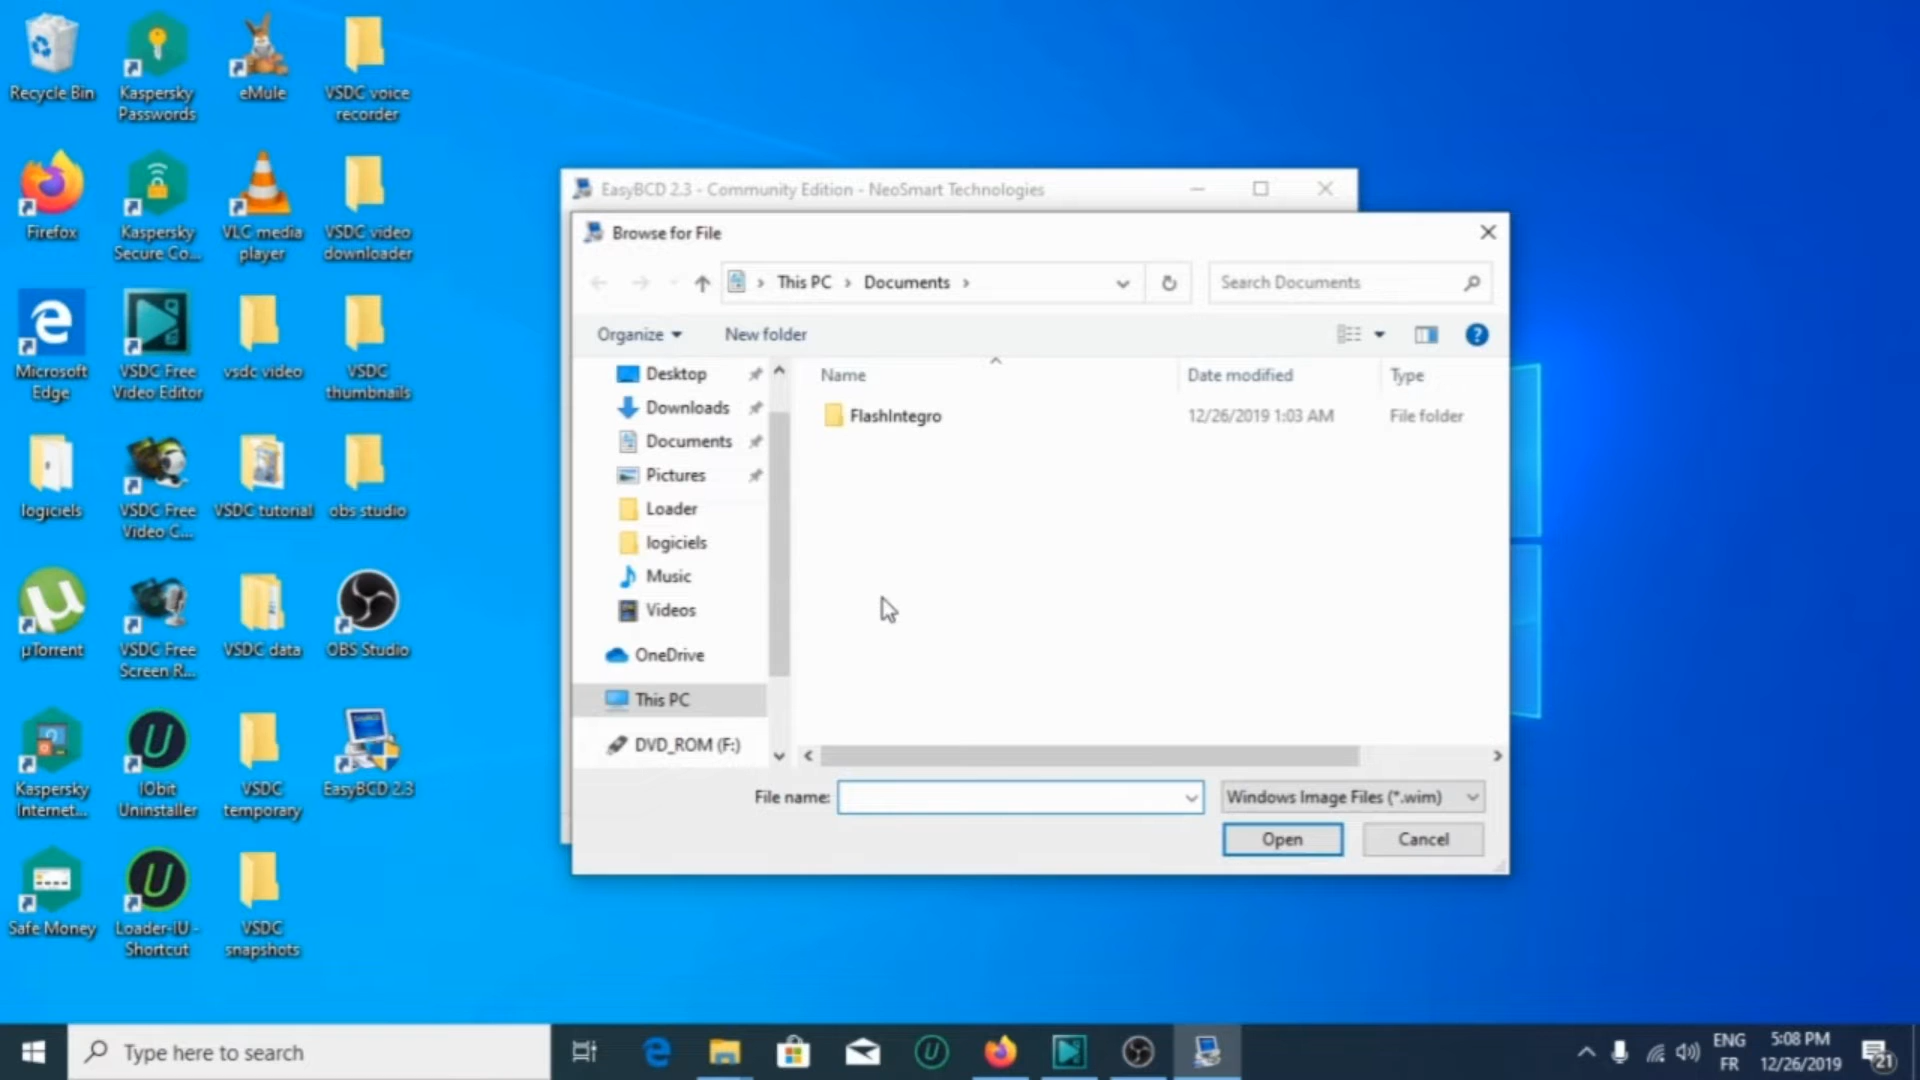 Recycle Bin
Kaspersky
Passwords
eMule
VSDC voice
recorder
Firefox
Kaspersky
Secure Co...
VLC media
player
VSDC video
downloader
Microsoft
Edge
VSDC Free
Video Editor
vsdc video
VSDC
thumbnails
logiciels
VSDC Free
Video C...
VSDC tutorial
obs studio
µTorrent
VSDC Free
Screen R...
VSDC data
OBS Studio
Kaspersky
Internet...
IObit
Uninstaller
VSDC
temporary
EasyBCD 2.3
Safe Money
Loader-IU -
Shortcut
VSDC
snapshots
EasyBCD 2.3 - Community Edition - NeoSmart Technologies
Browse for File
This PC > Documents >
Search Documents
Organize
New folder
Desktop
Downloads
Documents
Pictures
Loader
logiciels
Music
Videos
OneDrive
This PC
DVD_ROM (F:)
Name Date modified Type
FlashIntegro 12/26/2019 1:03 AM File folder
File name:
Windows Image Files (*.wim)
Open
Cancel
Type here to search
ENG
FR
5:08 PM
12/26/2019
21